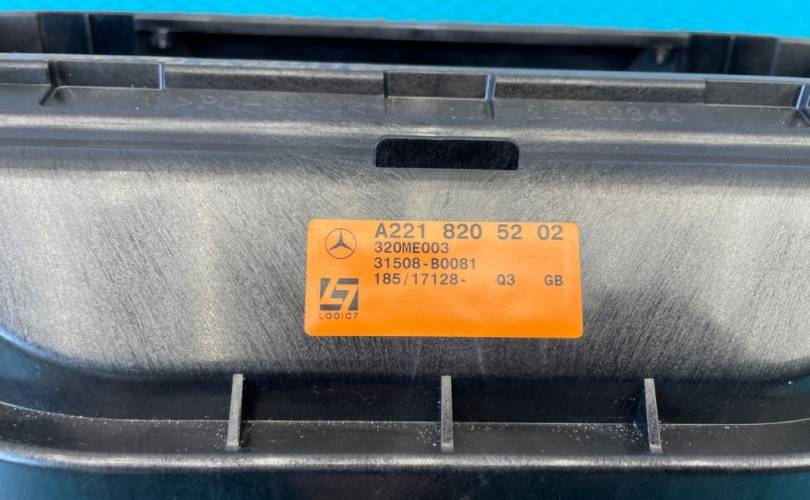 A221 820 52 02
320ME003
31508-B0081
185/17128- Q3 GB
LOGIC7